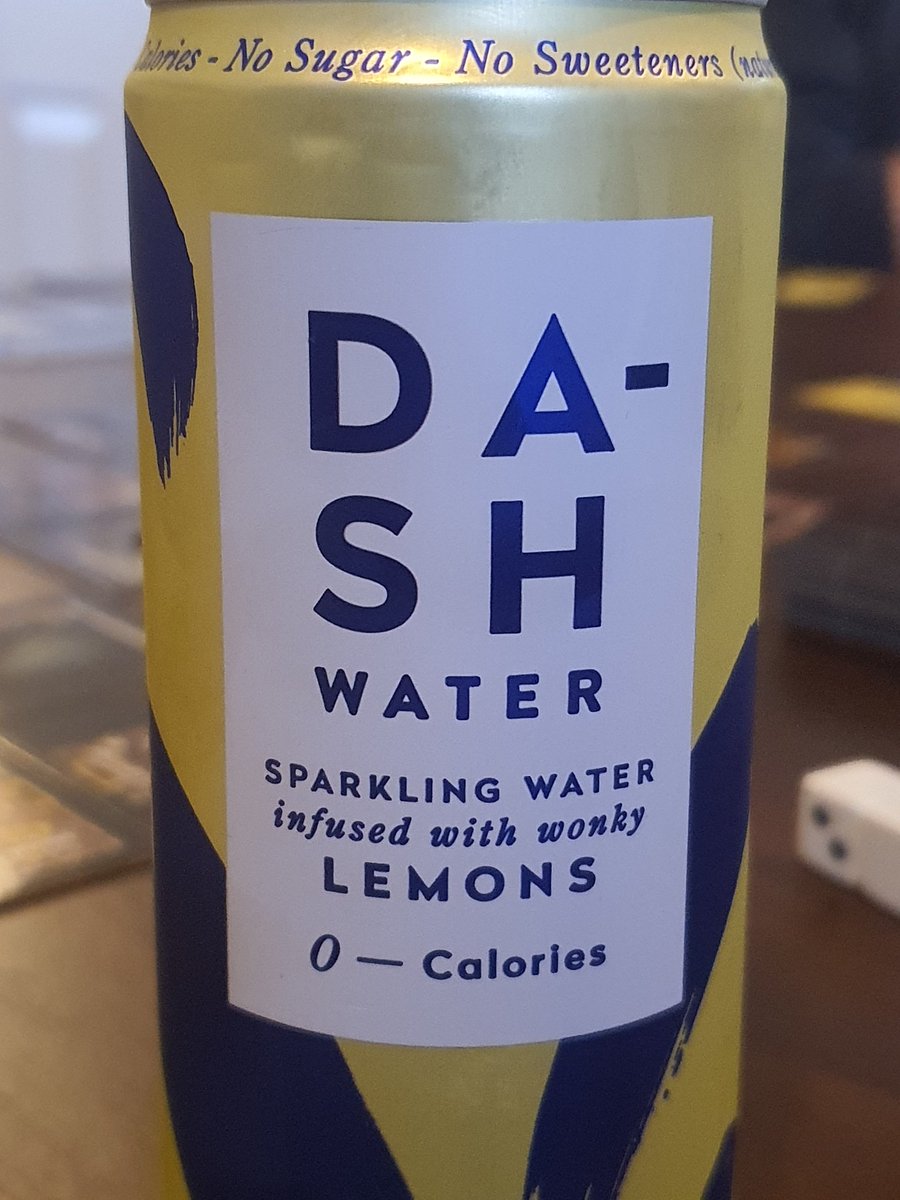 - No Sugar - No Sweeteners
DA-
SH
WATER
SPARKLING WATER
infused with wonky
LEMONS
0 — Calories